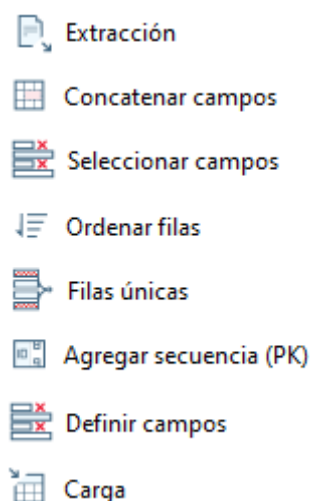 Extracción
Concatenar campos
Seleccionar campos
Ordenar filas
Filas únicas
Agregar secuencia (PK)
Definir campos
Carga